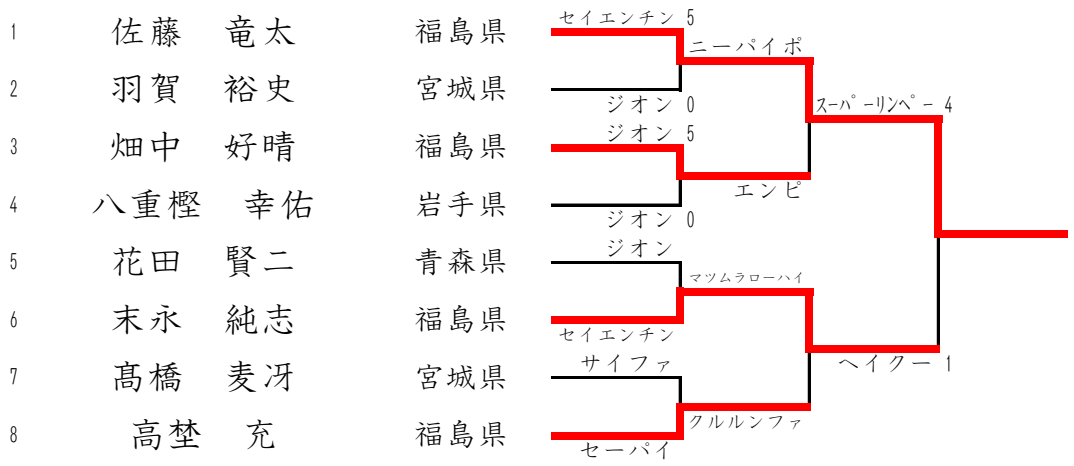 1 佐藤 竜太 福島県 セイエンチン 5
ニーパイポ
2 羽賀 裕史 宮城県
ジオン 0
スーパーリンペー 4
3 畑中 好晴 福島県 ジオン 5
エンピ
4 八重樫 幸佑 岩手県
ジオン 0
5 花田 賢二 青森県 ジオン
マツムラローハイ
6 末永 純志 福島県
セイエンチン
ヘイクー 1
7 髙橋 麦冴 宮城県 サイファ
クルルンファ
8 高埜 充 福島県
セーパイ